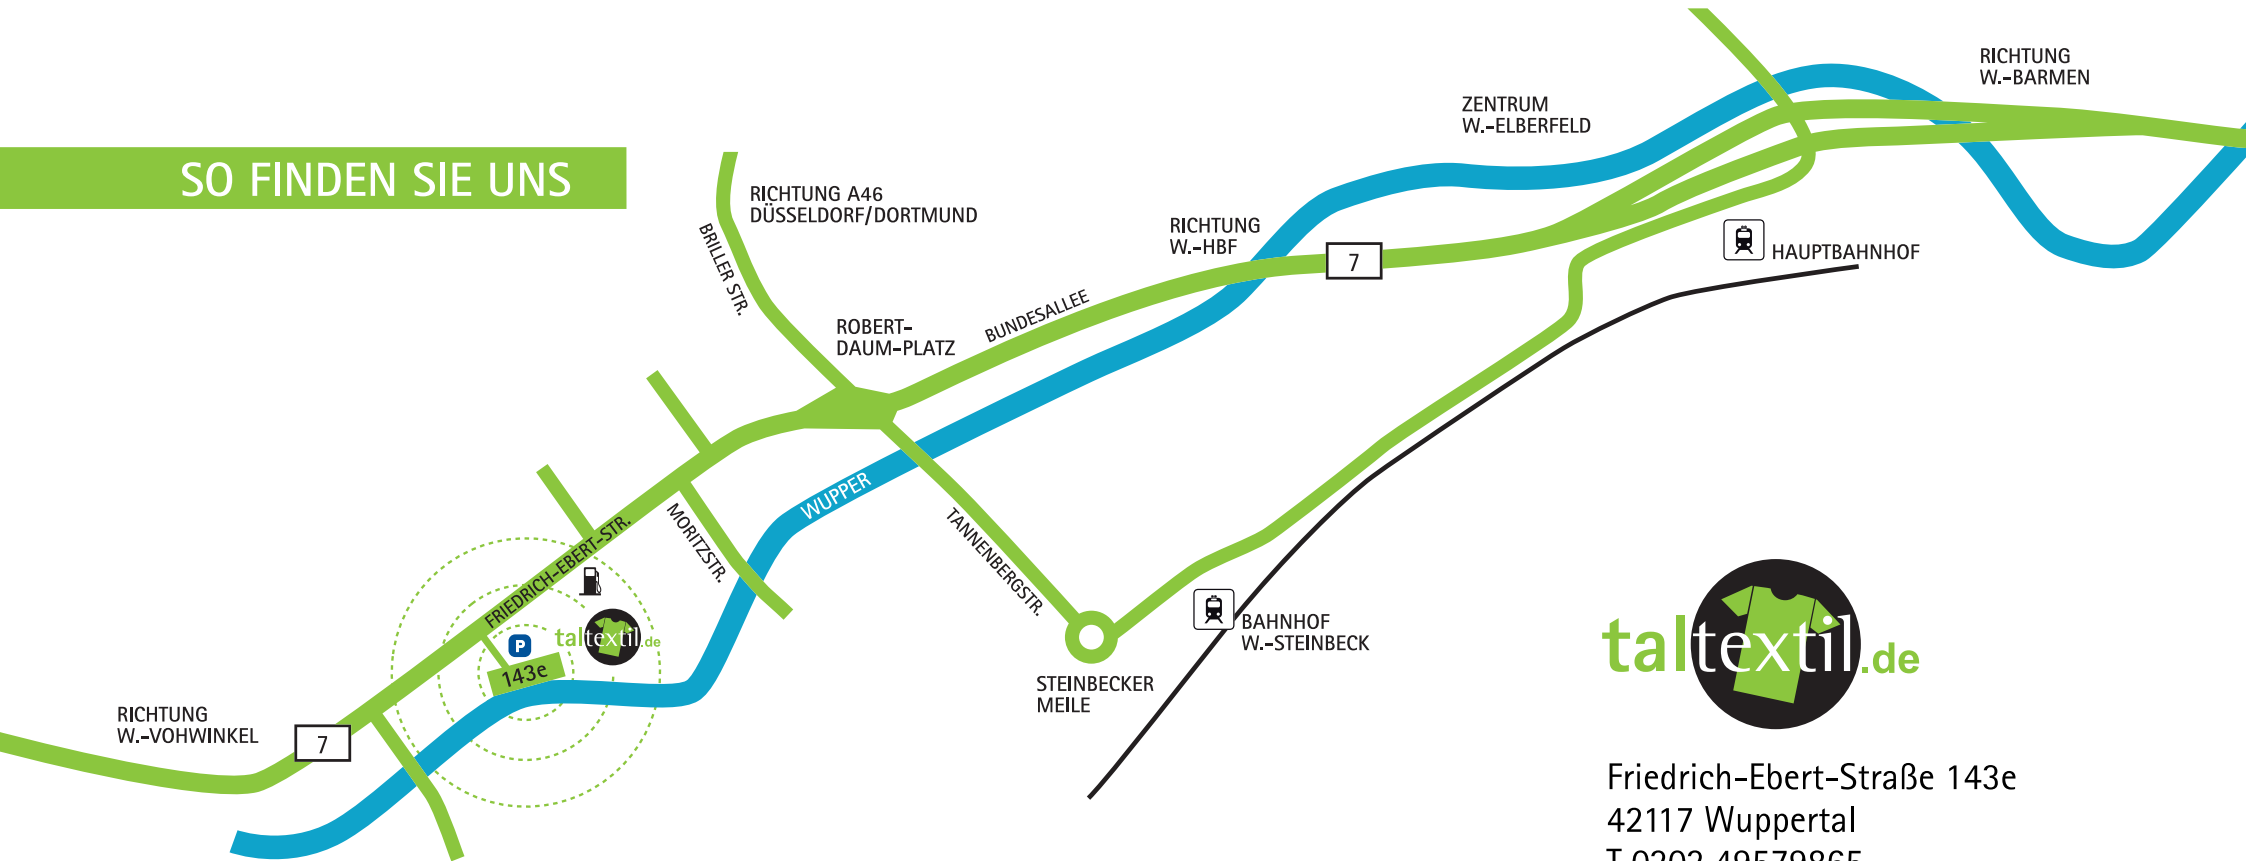 RICHTUNG
W.-BARMEN
ZENTRUM
W.-ELBERFELD
SO FINDEN SIE UNS
RICHTUNG A46
DÜSSELDORF/DORTMUND
BRILLER STR.
RICHTUNG
W.-HBF
7
HAUPTBAHNHOF
BUNDESALLEE
ROBERT-
DAUM-PLATZ
WUPPER
MORITZSTR.
FRIEDRICH-EBERT-STR.
TANNENBERGSTR.
P
taltextil.de
143e
BAHNHOF
W.-STEINBECK
STEINBECKER
MEILE
RICHTUNG
W.-VOHWINKEL
7
taltextil.de
Friedrich-Ebert-Straße 143e
42117 Wuppertal
T 0202 49579865